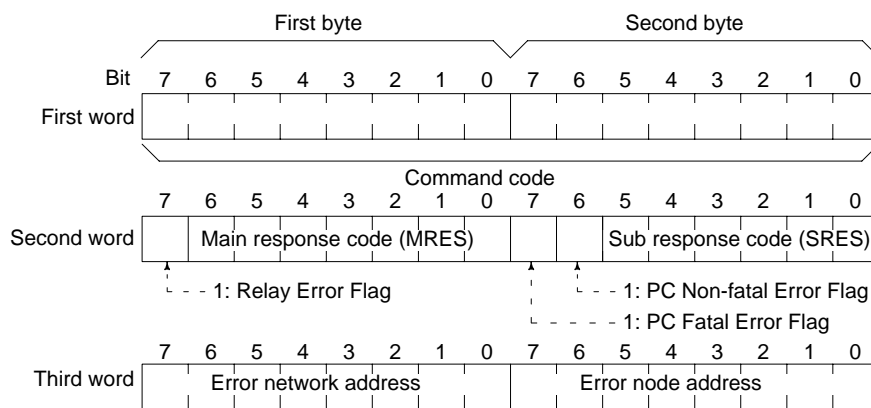 First byte Second byte
Bit 7 6 5 4 3 2 1 0 7 6 5 4 3 2 1 0
First word
Command code
7 6 5 4 3 2 1 0 7 6 5 4 3 2 1 0
Second word Main response code (MRES) Sub response code (SRES)
1: Relay Error Flag 1: PC Non-fatal Error Flag
1: PC Fatal Error Flag
7 6 5 4 3 2 1 0 7 6 5 4 3 2 1 0
Third word Error network address Error node address